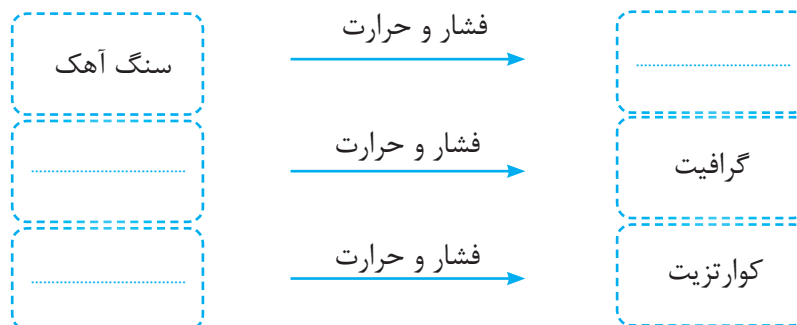 سنگ آهک
فشار و حرارت
فشار و حرارت
گرافیت
فشار و حرارت
کوارتزیت